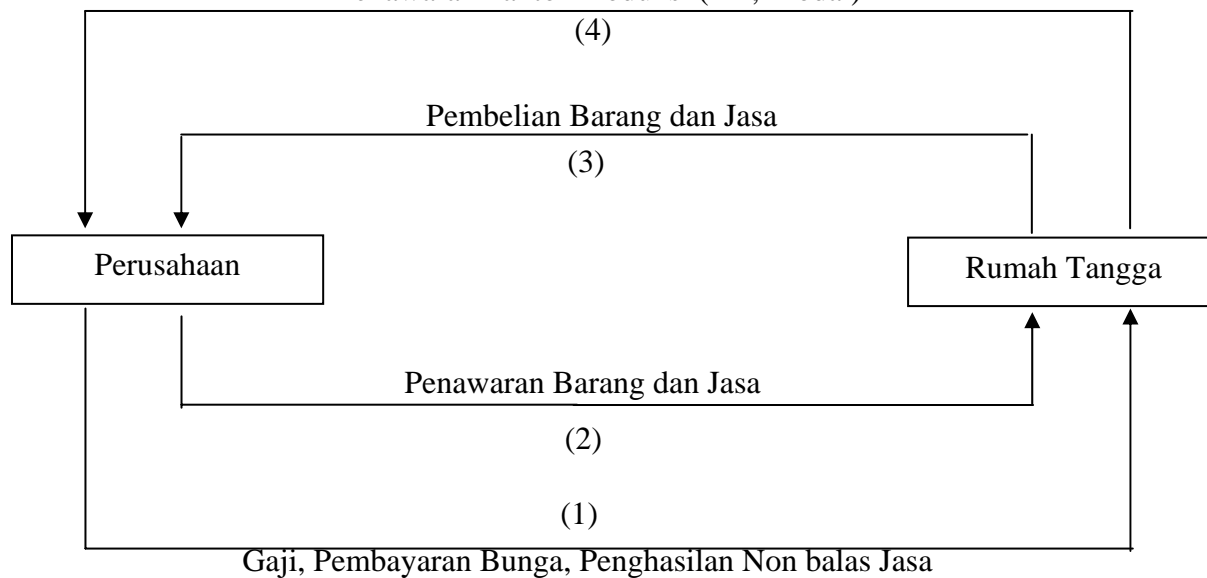 (4)
Pembelian Barang dan Jasa
(3)
Perusahaan
Rumah Tangga
Penawaran Barang dan Jasa
(2)
(1)
Gaji, Pembayaran Bunga, Penghasilan Non balas Jasa